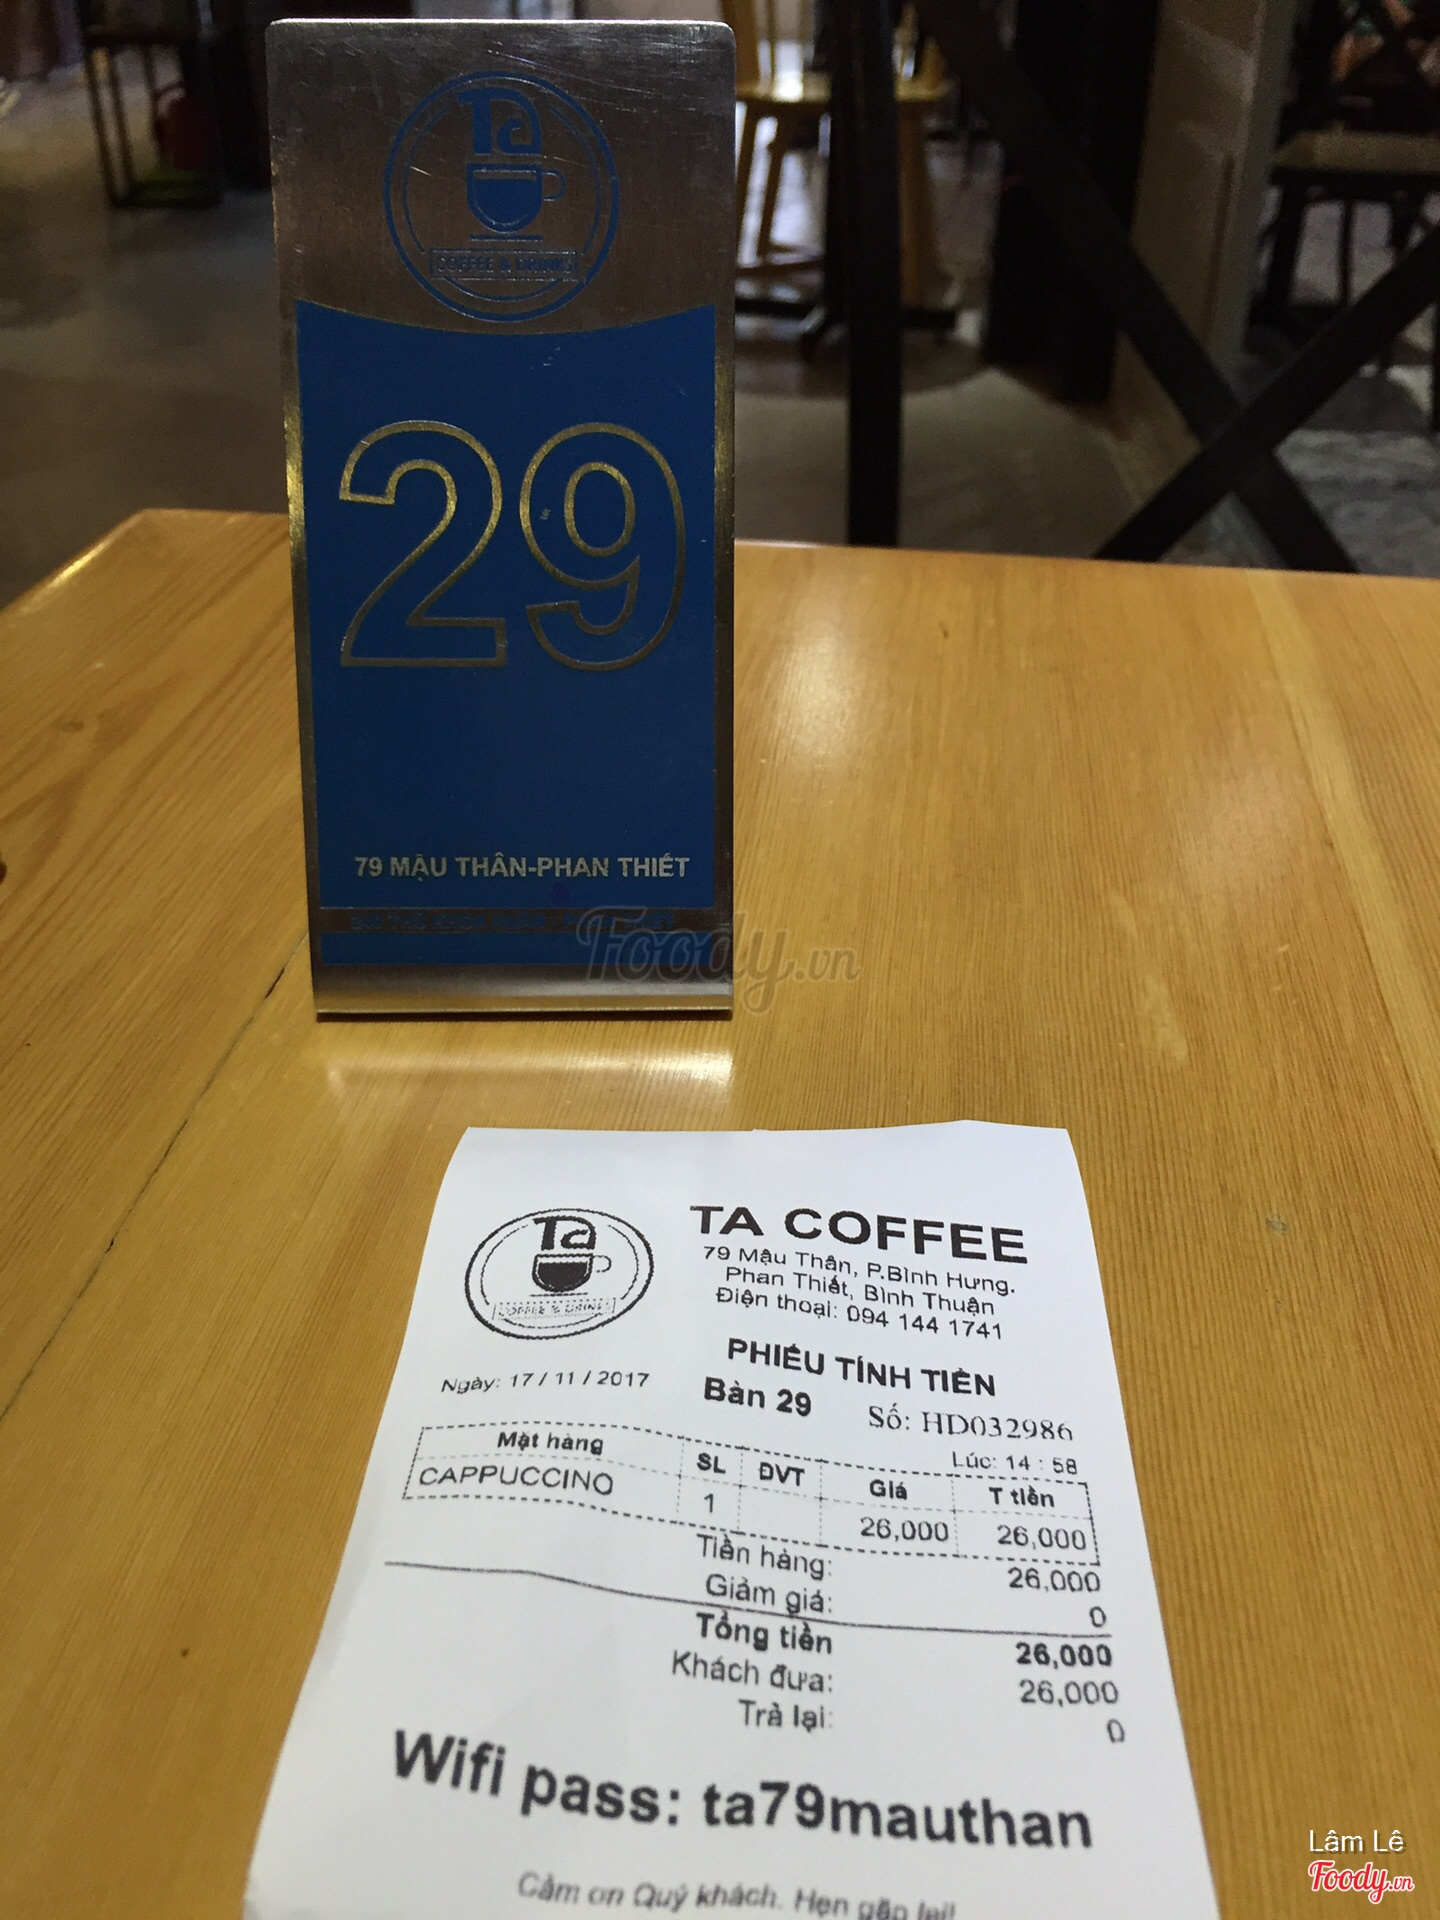 Ta
COFFEE & DRINKS
29
79 MẬU THÂN-PHAN THIẾT
Foody.vn
Ta
COFFEE & DRINKS
TA COFFEE
79 Mậu Thân, P.Bình Hưng.
Phan Thiết, Bình Thuận
Điện thoại: 094 144 1741
PHIẾU TÍNH TIỀN
Ngày: 17 / 11 / 2017
Bàn 29
Số: HD032986
Lúc: 14 : 58
Mặt hàng SL ĐVT Giá T tiền
CAPPUCCINO 1 26,000 26,000
Tiền hàng: 26,000
Giảm giá: 0
Tổng tiền 26,000
Khách đưa: 26,000
Trả lại: 0
Wifi pass: ta79mauthan
Cảm ơn Quý khách. Hẹn gặp lại!
Lâm Lê
Foody.vn